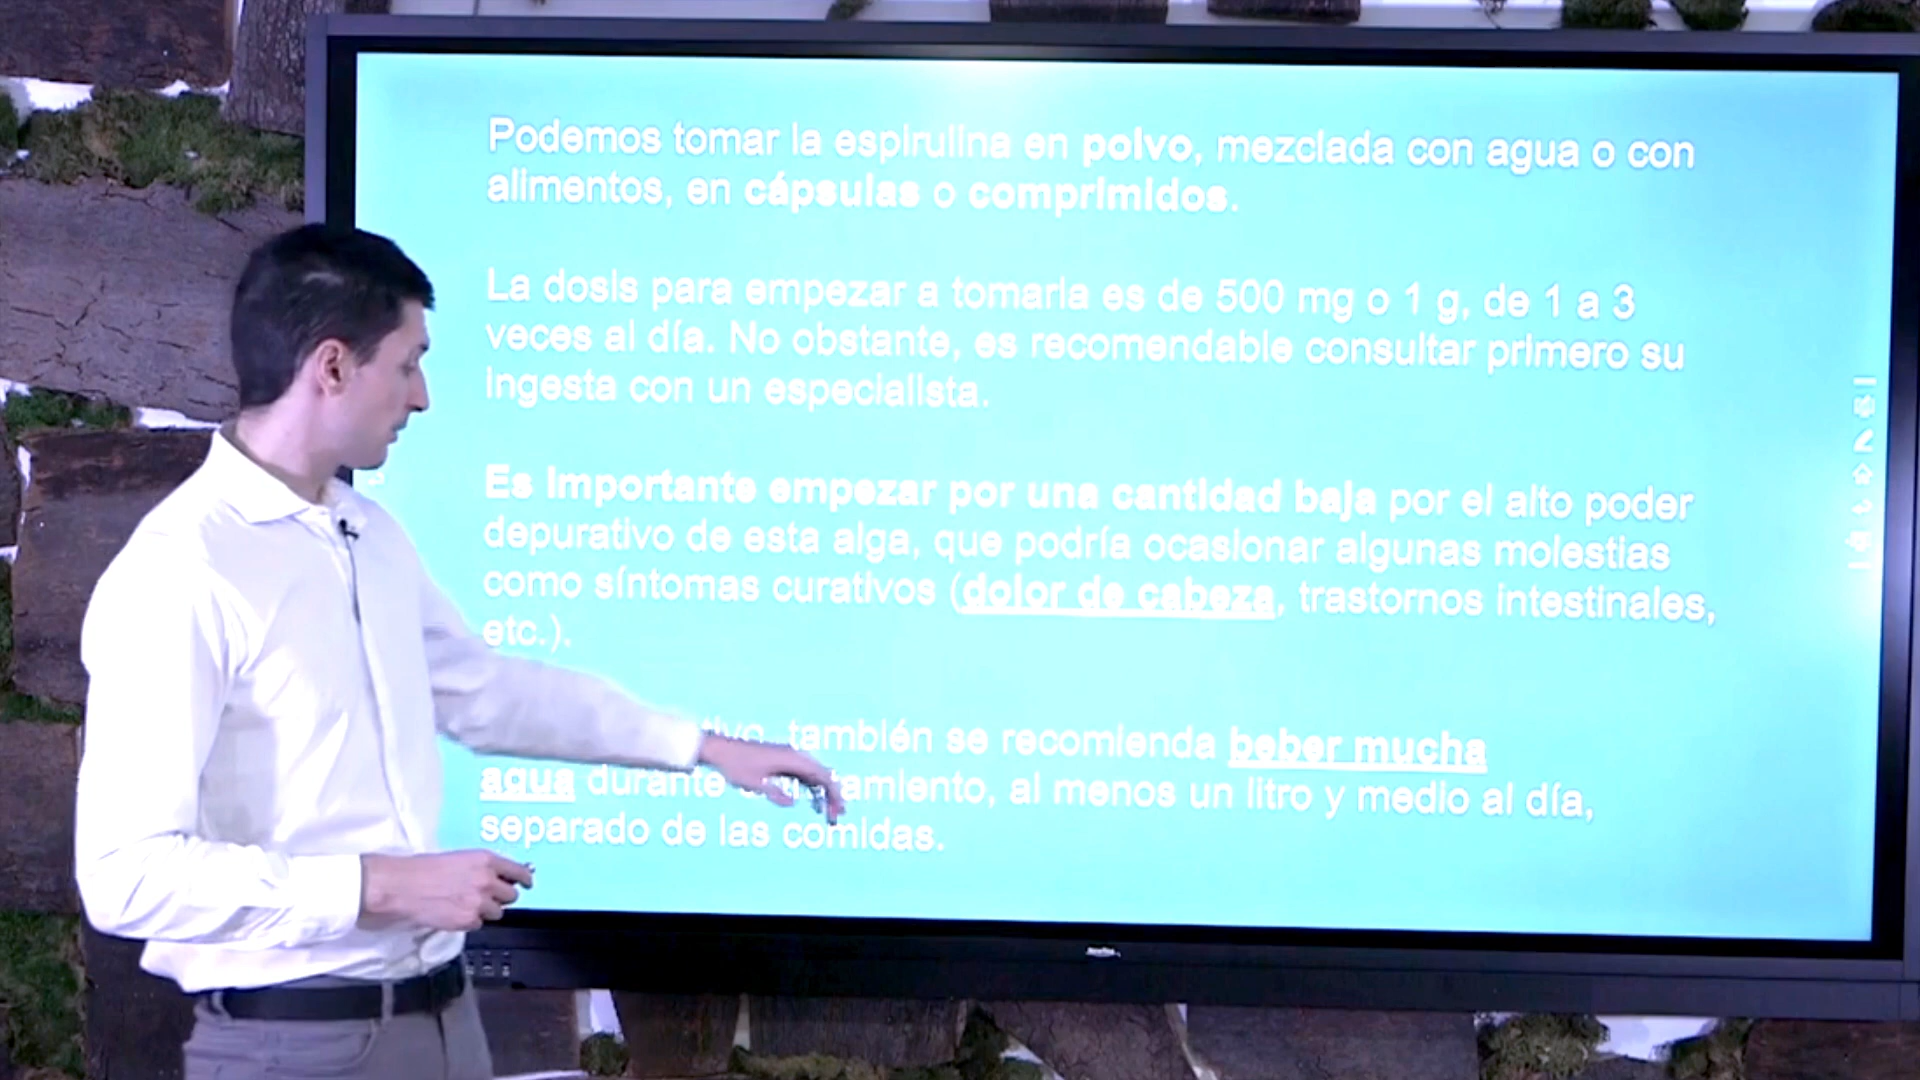 Podemos tomar la espirulina en polvo, mezclada con agua o con
alimentos, en cápsulas o comprimidos.
La dosis para empezar a tomarla es de 500 mg o 1 g, de 1 a 3
veces al día. No obstante, es recomendable consultar primero su
ingesta con un especialista.
Es importante empezar por una cantidad baja por el alto poder
depurativo de esta alga, que podría ocasionar algunas molestias
como síntomas curativos (dolor de cabeza, trastornos intestinales,
etc.).
también se recomienda beber mucha
agua durante al menos un litro y medio al día,
separado de las comidas.